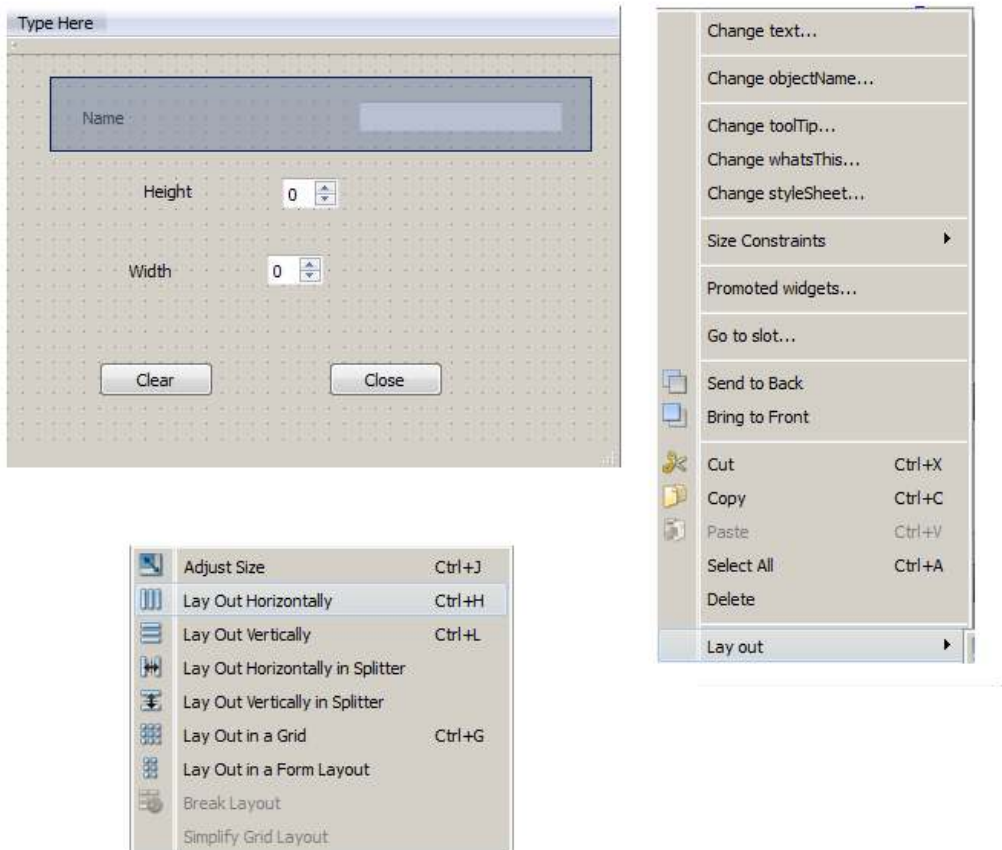 Type Here
Name
Height 0
Width 0
Clear Close
Change text...
Change objectName...
Change toolTip...
Change whatsThis...
Change styleSheet...
Size Constraints
Promoted widgets...
Go to slot...
Send to Back
Bring to Front
Cut Ctrl+X
Copy Ctrl+C
Paste Ctrl+V
Select All Ctrl+A
Delete
Lay out
Adjust Size Ctrl+J
Lay Out Horizontally Ctrl+H
Lay Out Vertically Ctrl+L
Lay Out Horizontally in Splitter
Lay Out Vertically in Splitter
Lay Out in a Grid Ctrl+G
Lay Out in a Form Layout
Break Layout
Simplify Grid Layout